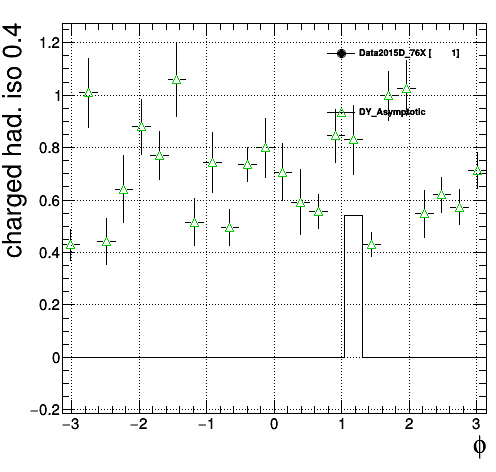 charged had. iso 0.4
1.2
Data2015D_76X [ 1]
1
DY_Asymptotic
0.8
0.6
0.4
0.2
0
−0.2
−3 −2 −1 0 1 2 3
ϕ